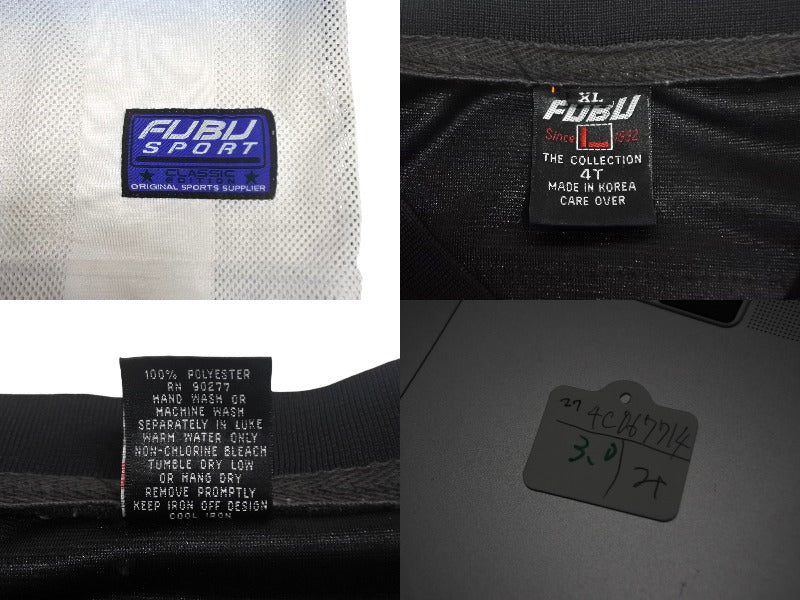 FUBU
SPORT
CLASSIC
EDITION
ORIGINAL SPORTS SUPPLIER
XL
FUBU
Since L 1992
THE COLLECTION
4T
MADE IN KOREA
CARE OVER
100% POLYESTER
RN 90277
HAND WASH OR
MACHINE WASH
SEPARATELY IN LUKE
WARM WATER ONLY
NON-CHLORINE BLEACH
TUMBLE DRY LOW
OR HANG DRY
REMOVE PROMPTLY
KEEP IRON OFF DESIGN
COOL IRON
27 4C067714
3.0